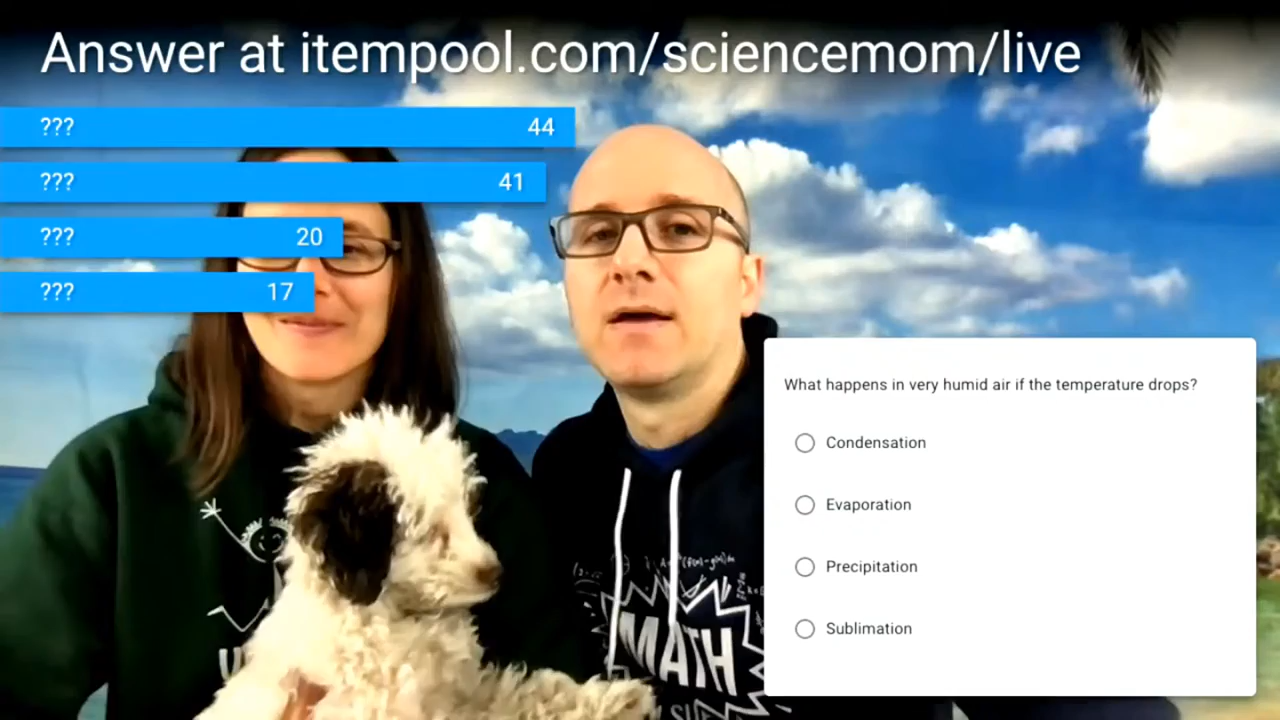 Answer at itempool.com/sciencemom/live
??? 44
??? 41
??? 20
??? 17
What happens in very humid air if the temperature drops?
Condensation
Evaporation
Precipitation
Sublimation
MATH